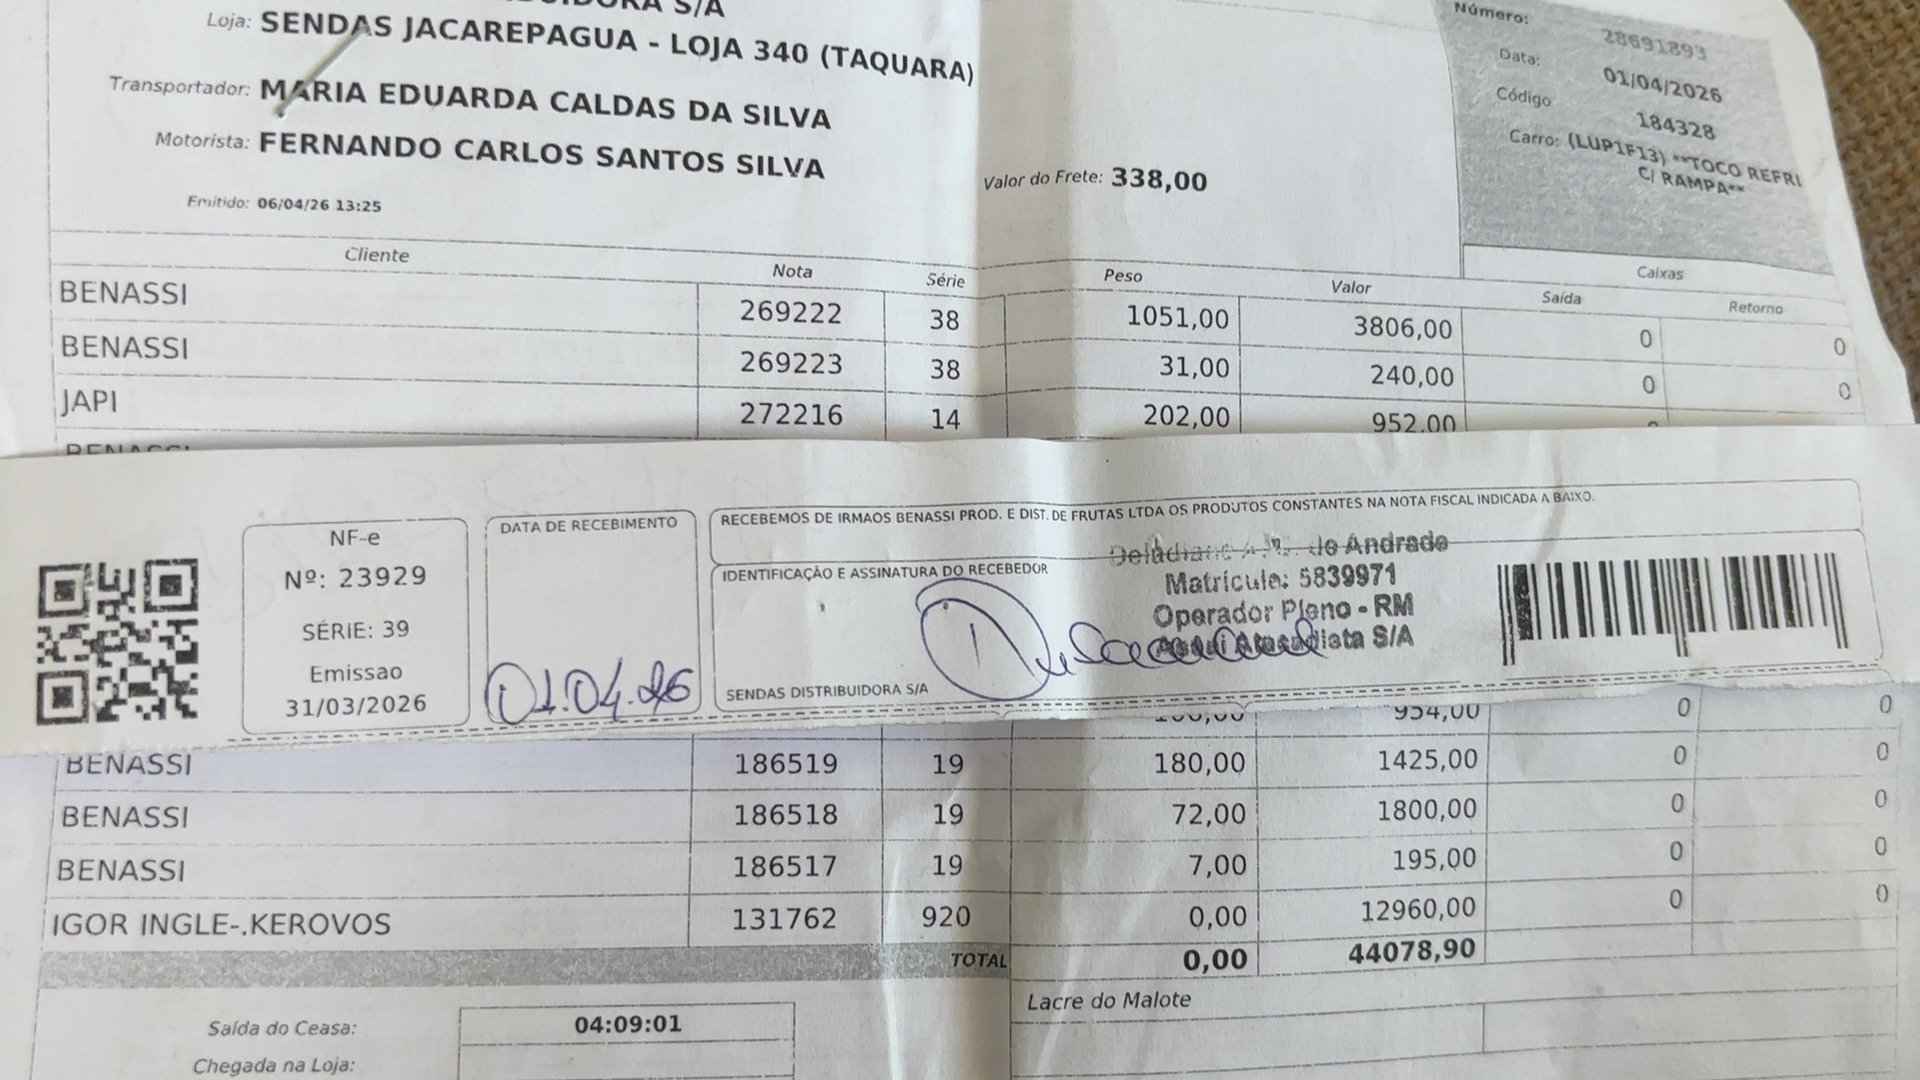 S/A
Loja: SENDAS JACAREPAGUA - LOJA 340 (TAQUARA)
Transportador: MARIA EDUARDA CALDAS DA SILVA
Motorista: FERNANDO CARLOS SANTOS SILVA
Emitido: 06/04/26 13:25
Valor do Frete: 338,00
Número: 28691893
Data: 01/04/2026
Código 184328
Carro: (LUP1F13) **TOCO REFRI
C/ RAMPA**
Cliente Nota Série Peso Valor Caixas
Saída Retorno
BENASSI 269222 38 1051,00 3806,00 0 0
BENASSI 269223 38 31,00 240,00 0 0
JAPI 272216 14 202,00 952,00
BENASSI
NF-e
Nº: 23929
SÉRIE: 39
Emissao
31/03/2026
DATA DE RECEBIMENTO
01.04.26
RECEBEMOS DE IRMAOS BENASSI PROD. E DIST. DE FRUTAS LTDA OS PRODUTOS CONSTANTES NA NOTA FISCAL INDICADA A BAIXO.
IDENTIFICAÇÃO E ASSINATURA DO RECEBEDOR
de Andrade
Matrícula: 5839971
Operador Pleno - RM
Assaí Atacadista S/A
SENDAS DISTRIBUIDORA S/A
954,00 0 0
BENASSI 186519 19 180,00 1425,00 0 0
BENASSI 186518 19 72,00 1800,00 0 0
BENASSI 186517 19 7,00 195,00 0 0
IGOR INGLE-.KEROVOS 131762 920 0,00 12960,00 0 0
TOTAL 0,00 44078,90
Saída do Ceasa: 04:09:01
Lacre do Malote
Chegada na Loja: